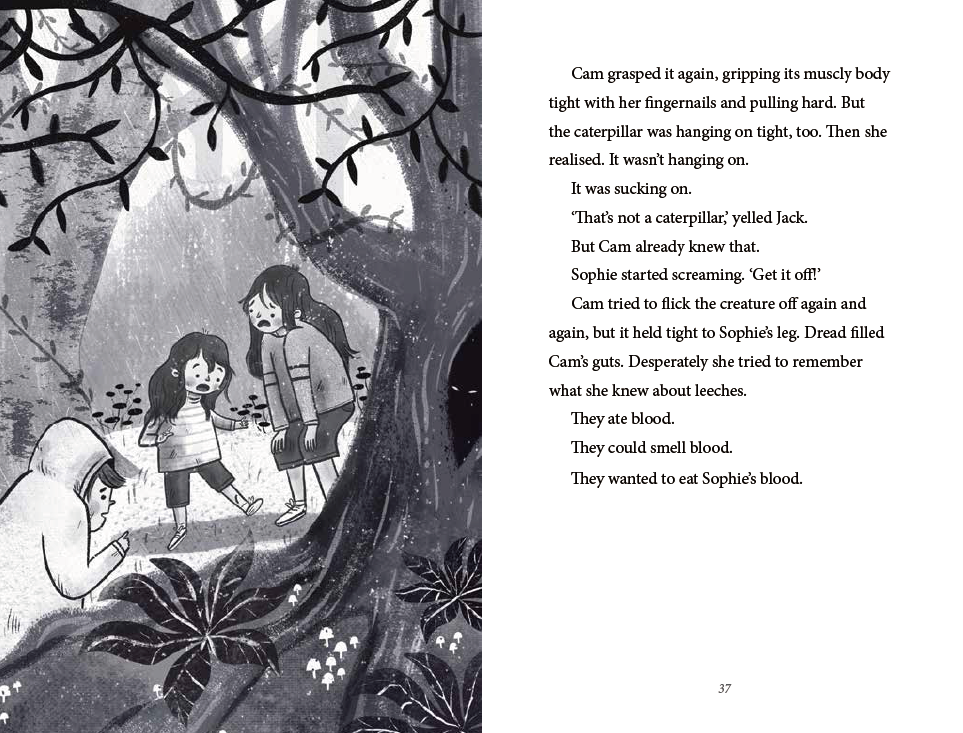 Cam grasped it again, gripping its muscly body
tight with her fingernails and pulling hard. But
the caterpillar was hanging on tight, too. Then she
realised. It wasn’t hanging on.
It was sucking on.
‘That’s not a caterpillar,’ yelled Jack.
But Cam already knew that.
Sophie started screaming. ‘Get it off!’
Cam tried to flick the creature off again and
again, but it held tight to Sophie’s leg. Dread filled
Cam’s guts. Desperately she tried to remember
what she knew about leeches.
They ate blood.
They could smell blood.
They wanted to eat Sophie’s blood.
37